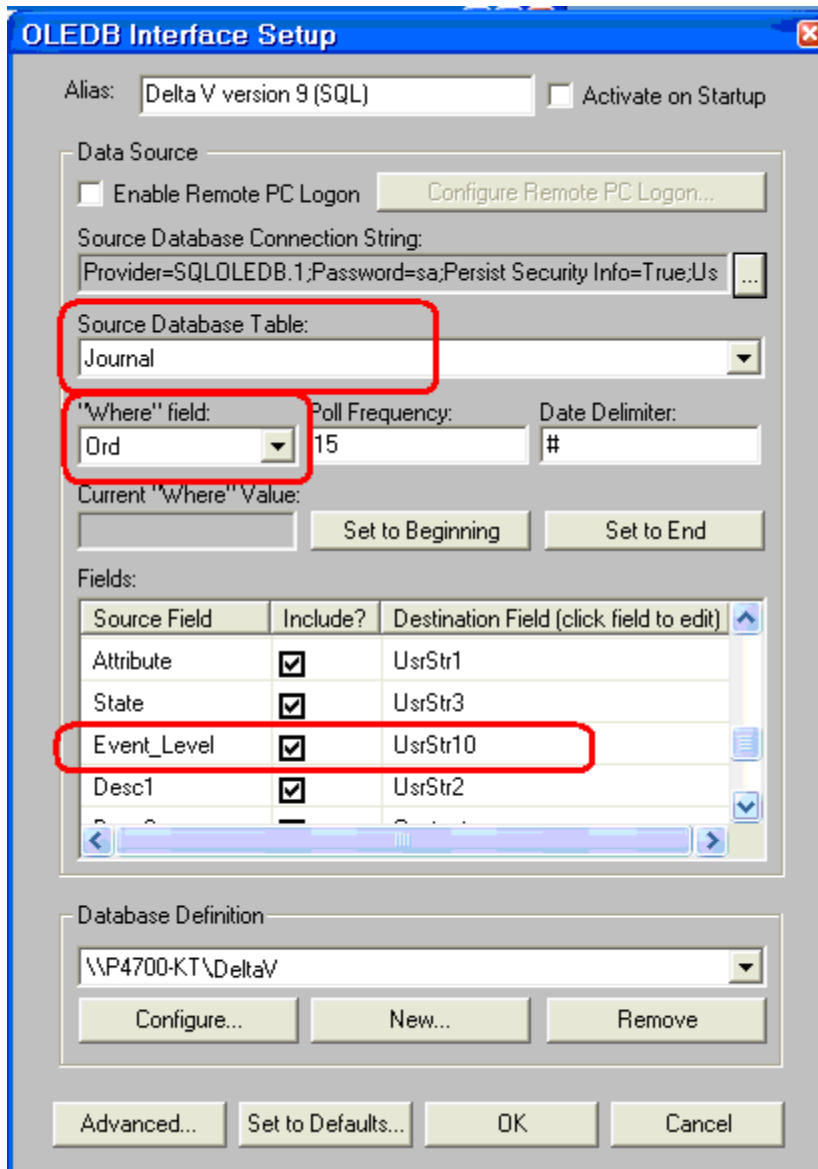 OLEDB Interface Setup
Alias: Delta V version 9 (SQL) Activate on Startup
Data Source
Enable Remote PC Logon Configure Remote PC Logon...
Source Database Connection String:
Provider=SQLOLEDB.1;Password=sa;Persist Security Info=True;Us ...
Source Database Table:
Journal
"Where" field: Poll Frequency: Date Delimiter:
Ord 15 #
Current "Where" Value:
Set to Beginning Set to End
Fields:
Source Field Include? Destination Field (click field to edit)
Attribute UsrStr1
State UsrStr3
Event_Level UsrStr10
Desc1 UsrStr2
Database Definition
\\P4700-KT\DeltaV
Configure... New... Remove
Advanced... Set to Defaults... OK Cancel